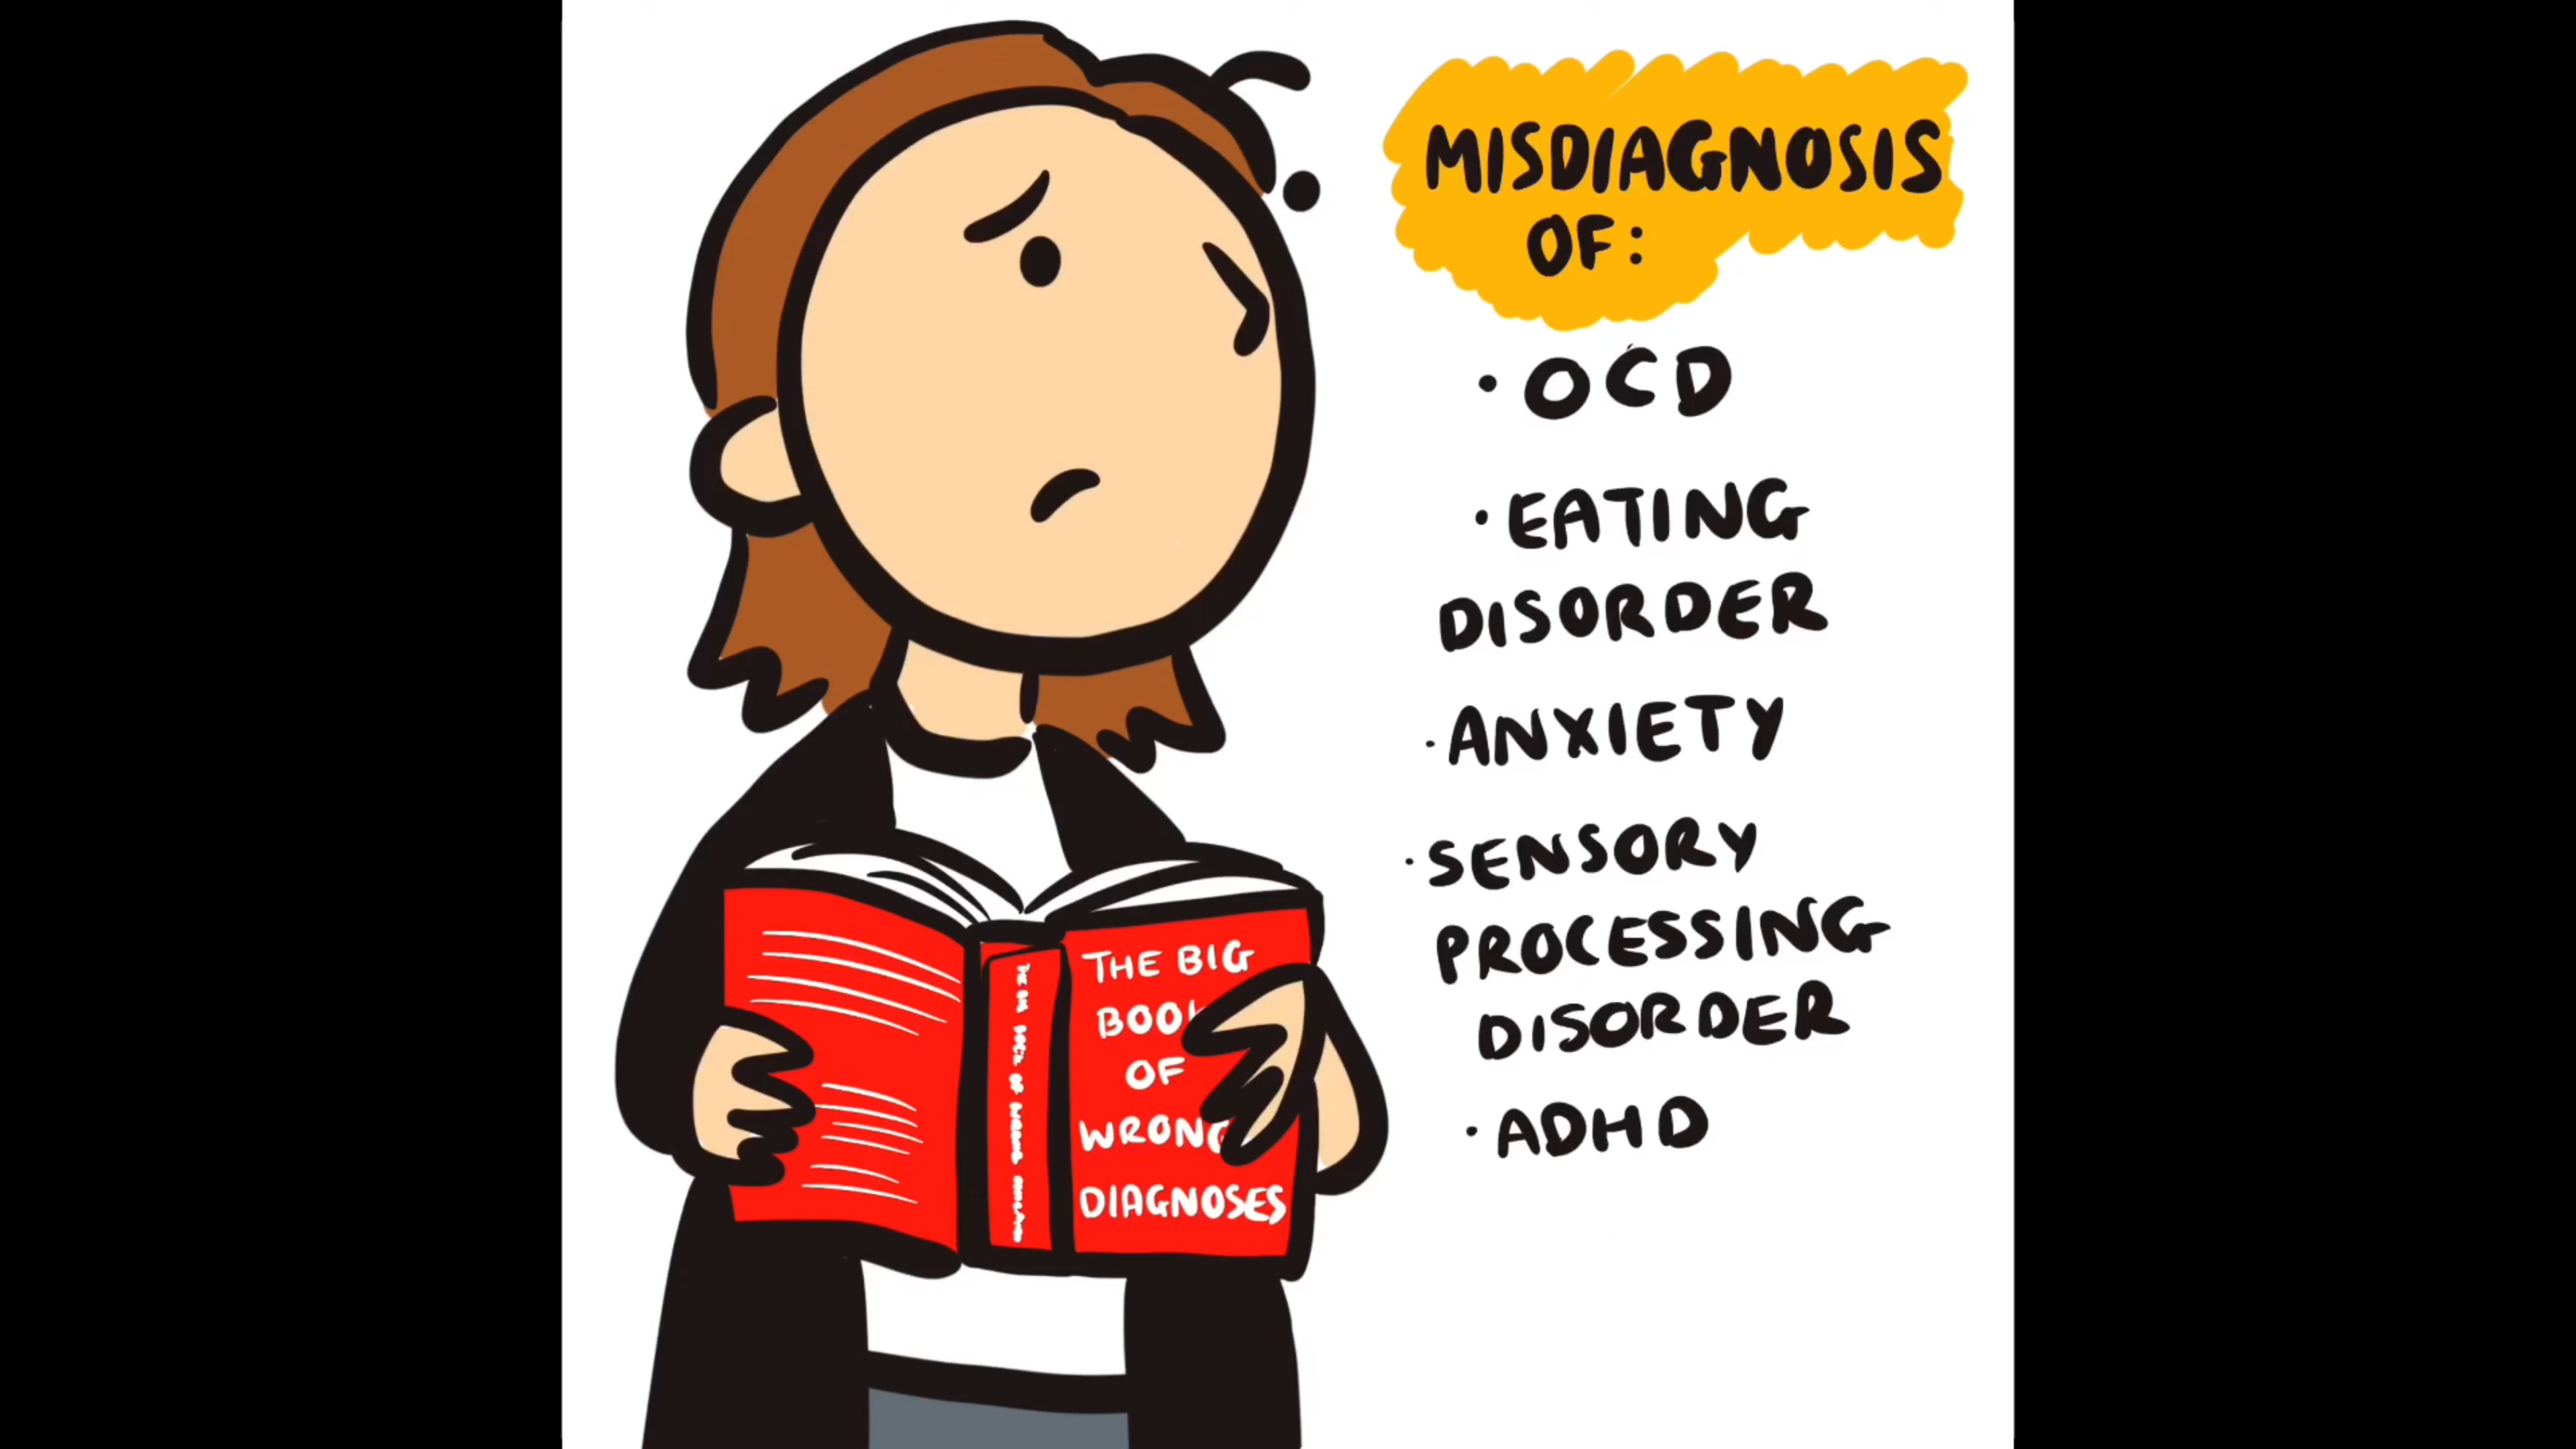 MISDIAGNOSIS
OF:
• OCD
• EATING
DISORDER
• ANXIETY
• SENSORY
PROCESSING
DISORDER
• ADHD
THE BIG
BOOK
OF
WRONG
DIAGNOSES